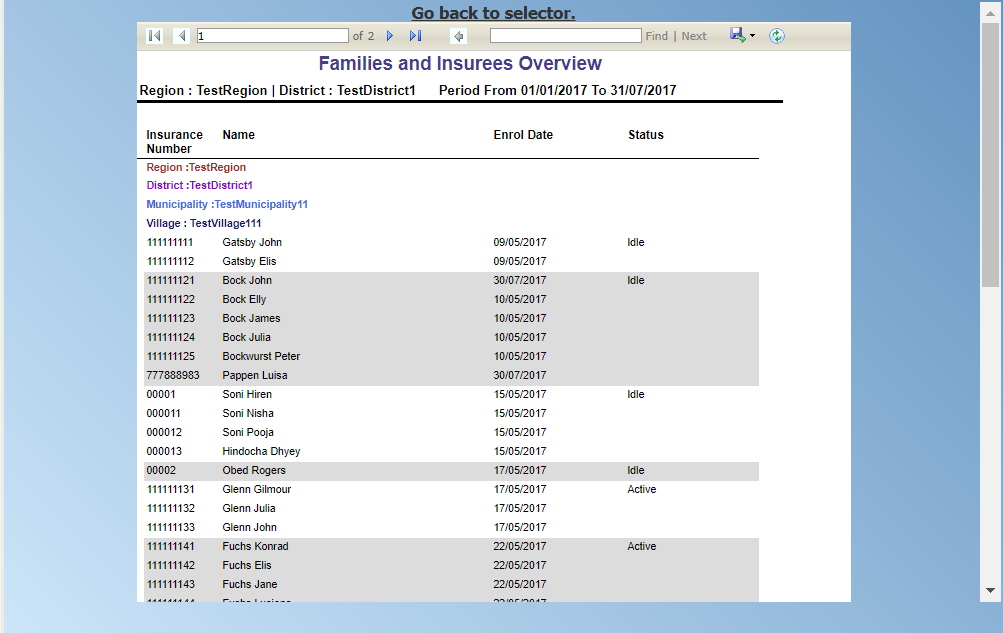 Go back to selector.
1 of 2 Find | Next
Families and Insurees Overview
Region : TestRegion | District : TestDistrict1 Period From 01/01/2017 To 31/07/2017
Insurance Number Name Enrol Date Status
Region :TestRegion
District :TestDistrict1
Municipality :TestMunicipality11
Village : TestVillage111
111111111 Gatsby John 09/05/2017 Idle
111111112 Gatsby Elis 09/05/2017
111111121 Bock John 30/07/2017 Idle
111111122 Bock Elly 10/05/2017
111111123 Bock James 10/05/2017
111111124 Bock Julia 10/05/2017
111111125 Bockwurst Peter 10/05/2017
777888983 Pappen Luisa 30/07/2017
00001 Soni Hiren 15/05/2017 Idle
000011 Soni Nisha 15/05/2017
000012 Soni Pooja 15/05/2017
000013 Hindocha Dhyey 15/05/2017
00002 Obed Rogers 17/05/2017 Idle
111111131 Glenn Gilmour 17/05/2017 Active
111111132 Glenn Julia 17/05/2017
111111133 Glenn John 17/05/2017
111111141 Fuchs Konrad 22/05/2017 Active
111111142 Fuchs Elis 22/05/2017
111111143 Fuchs Jane 22/05/2017